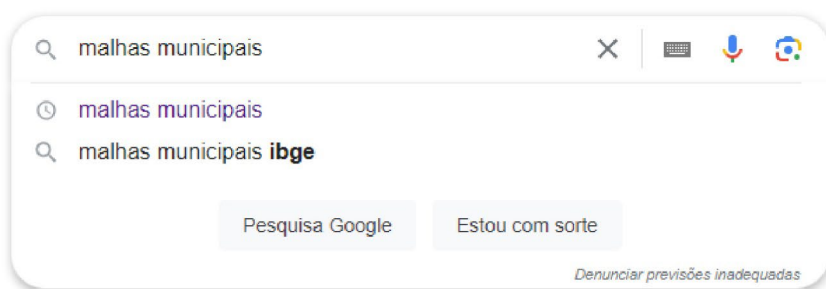 malhas municipais
malhas municipais
malhas municipais ibge
Pesquisa Google Estou com sorte
Denunciar previsões inadequadas